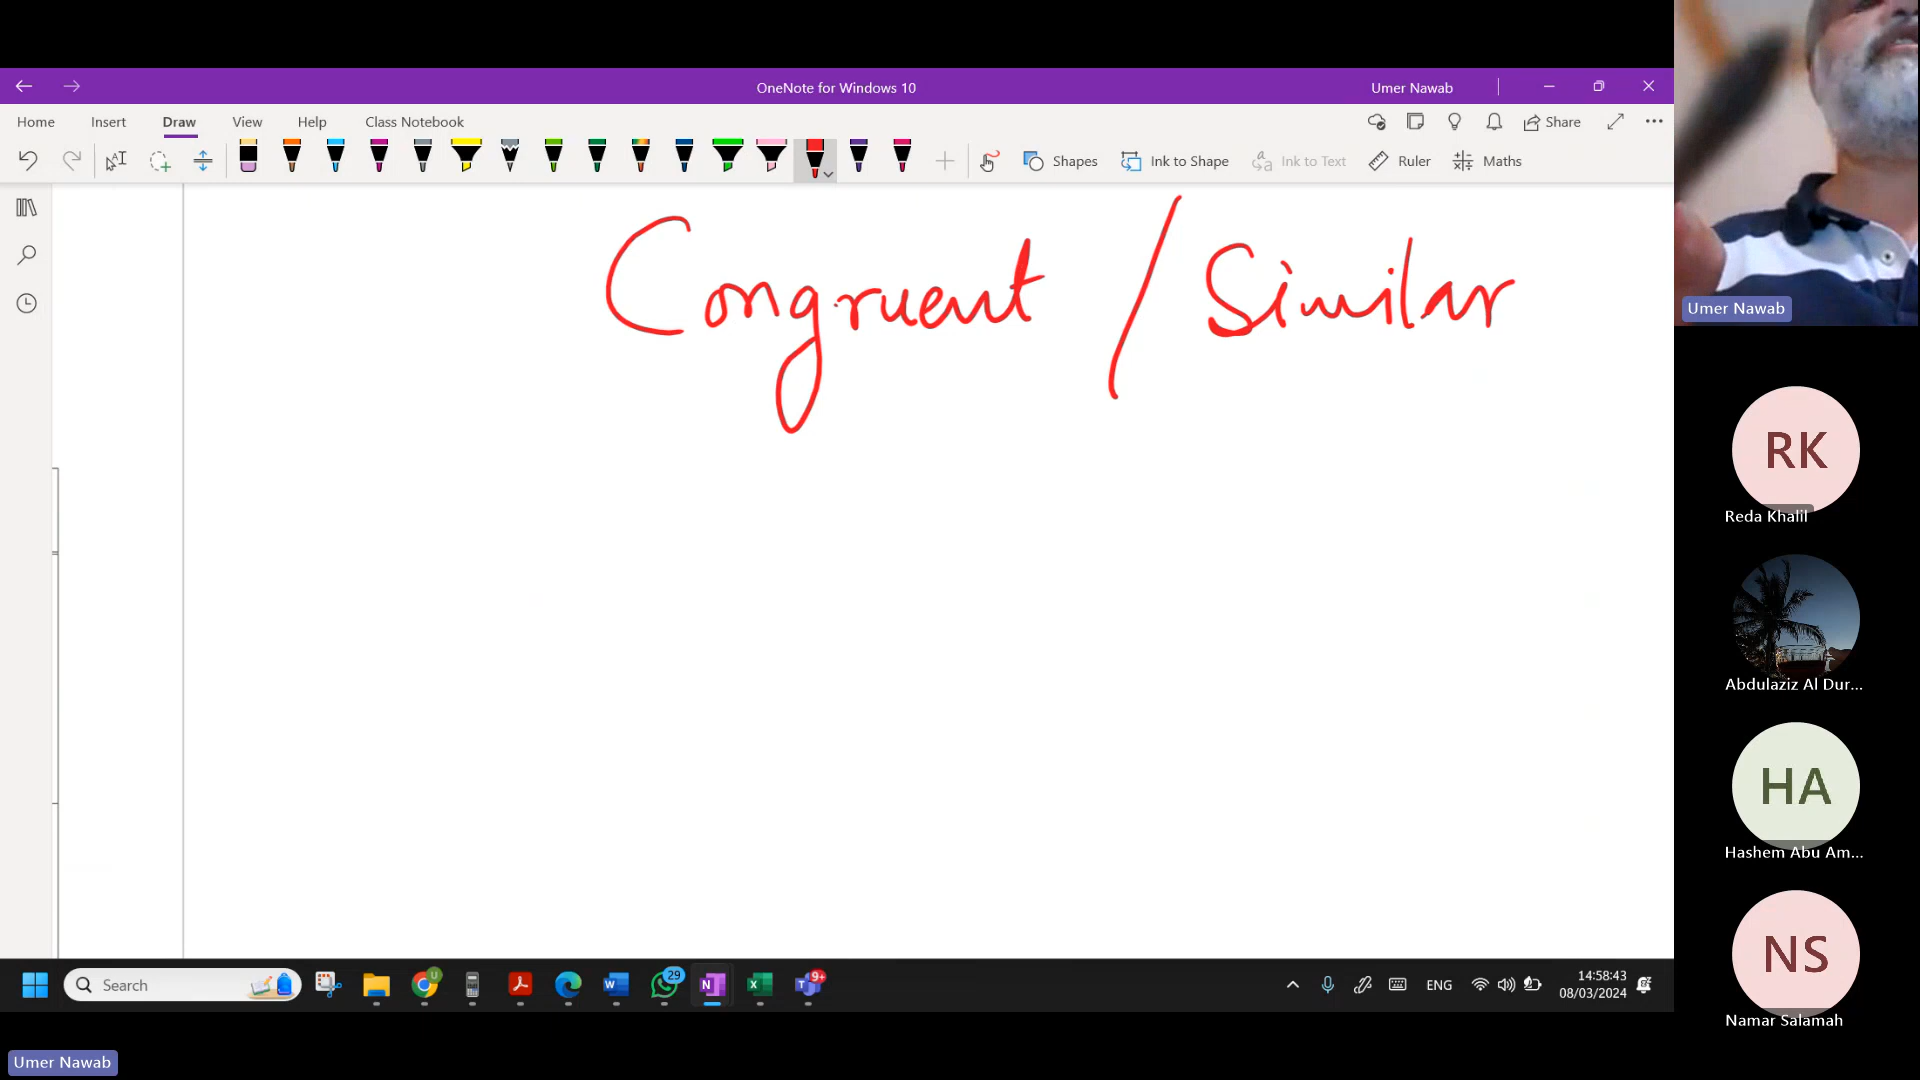 OneNote for Windows 10 Umer Nawab
Home Insert Draw View Help Class Notebook Share
Shapes Ink to Shape Ink to Text Ruler Maths
Congruent / Similar
Umer Nawab
RK
Reda Khalil
Abdulaziz Al Dur...
HA
Hashem Abu Am...
NS
Namar Salamah
Search 29 9+ ENG 14:58:43
08/03/2024
Umer Nawab